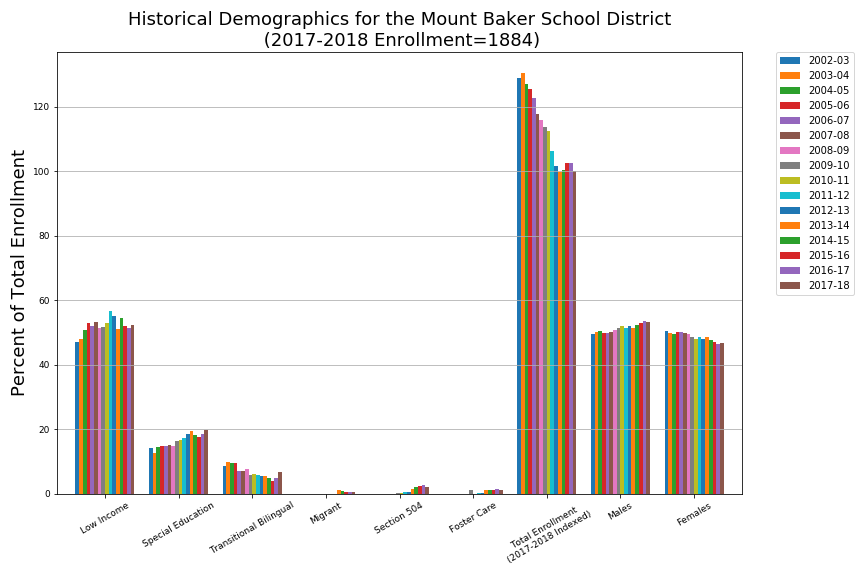 Historical Demographics for the Mount Baker School District
(2017-2018 Enrollment=1884)
Percent of Total Enrollment
120
100
80
60
40
20
0
Low Income
Special Education
Transitional Bilingual
Migrant
Section 504
Foster Care
Total Enrollment
(2017-2018 Indexed)
Males
Females
2002-03
2003-04
2004-05
2005-06
2006-07
2007-08
2008-09
2009-10
2010-11
2011-12
2012-13
2013-14
2014-15
2015-16
2016-17
2017-18